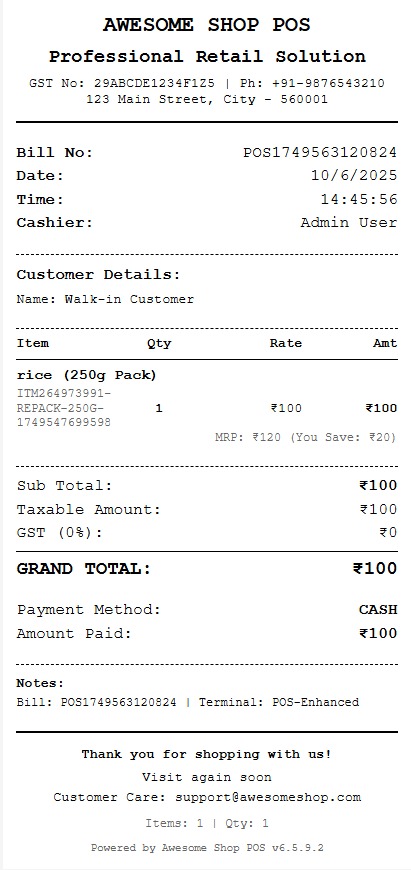 AWESOME SHOP POS
Professional Retail Solution
GST No: 29ABCDE1234F1Z5 | Ph: +91-9876543210
123 Main Street, City - 560001
Bill No: POS1749563120824
Date: 10/6/2025
Time: 14:45:56
Cashier: Admin User
Customer Details:
Name: Walk-in Customer
Item Qty Rate Amt
rice (250g Pack)
ITM264973991-
REPACK-250G- 1 ₹100 ₹100
1749547699598
MRP: ₹120 (You Save: ₹20)
Sub Total: ₹100
Taxable Amount: ₹100
GST (0%): ₹0
GRAND TOTAL: ₹100
Payment Method: CASH
Amount Paid: ₹100
Notes:
Bill: POS1749563120824 | Terminal: POS-Enhanced
Thank you for shopping with us!
Visit again soon
Customer Care: support@awesomeshop.com
Items: 1 | Qty: 1
Powered by Awesome Shop POS v6.5.9.2